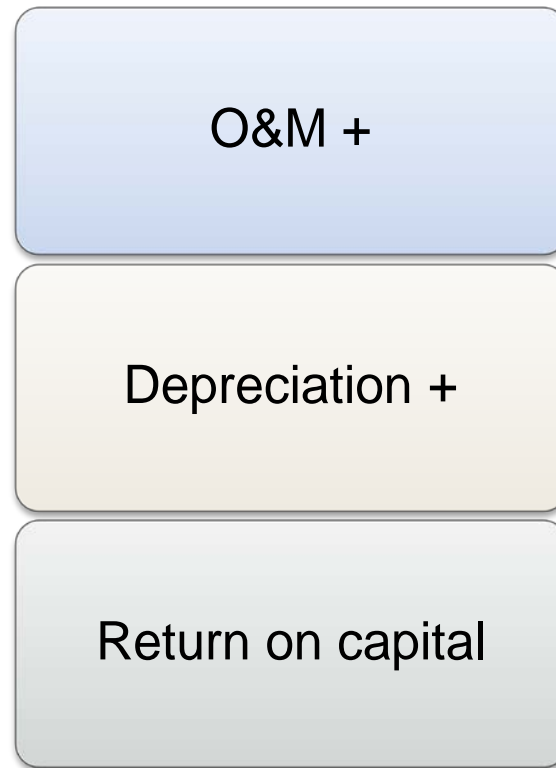 O&M +
Depreciation +
Return on capital